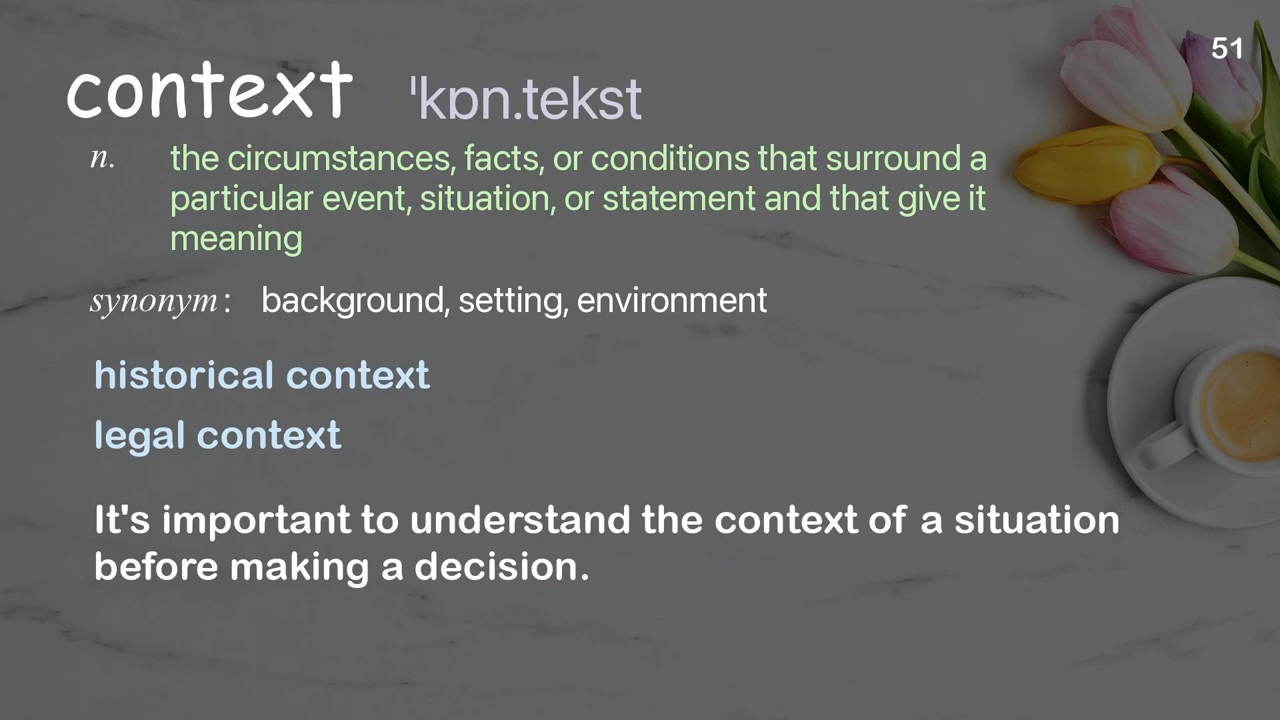 51
context ˈkɒn.tekst
n. the circumstances, facts, or conditions that surround a
particular event, situation, or statement and that give it
meaning
synonym: background, setting, environment
historical context
legal context
It's important to understand the context of a situation
before making a decision.